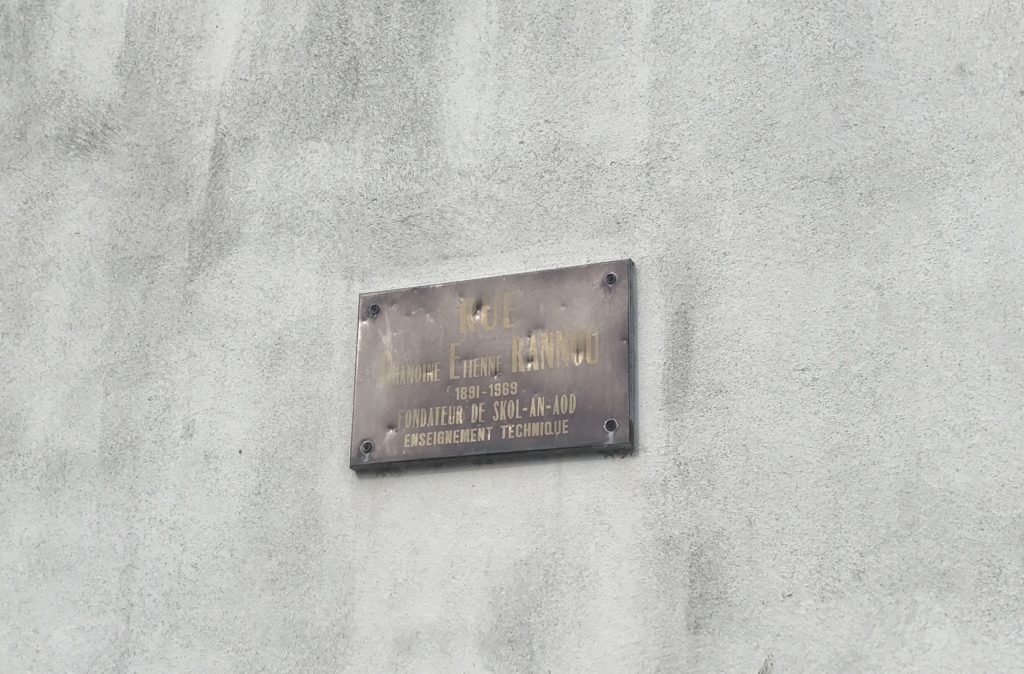 RUE
CHANOINE ETIENNE RANNOU
1891-1969
FONDATEUR DE SKOL-AN-AOD
ENSEIGNEMENT TECHNIQUE